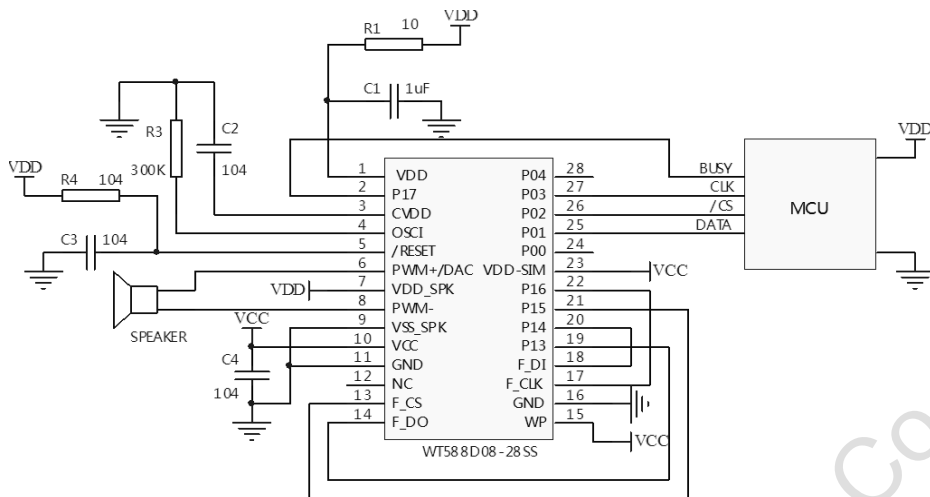 VDD
R1 10
C1 1uF
R3
300K
C2
104
VDD
R4 104
C3 104
BUSY
CLK
/CS
DATA
MCU
VDD
1 VDD P04 28
2 P17 P03 27
3 CVDD P02 26
4 OSCI P01 25
5 /RESET P00 24
6 PWM+/DAC VDD-SIM 23 VCC
VDD 7 VDD_SPK P16 22
8 PWM- P15 21
9 VSS_SPK P14 20
10 VCC P13 19
11 GND F_DI 18
12 NC F_CLK 17
13 F_CS GND 16
14 F_DO WP 15
VCC
SPEAKER
VCC
C4
104
WT588D08-28SS
Co